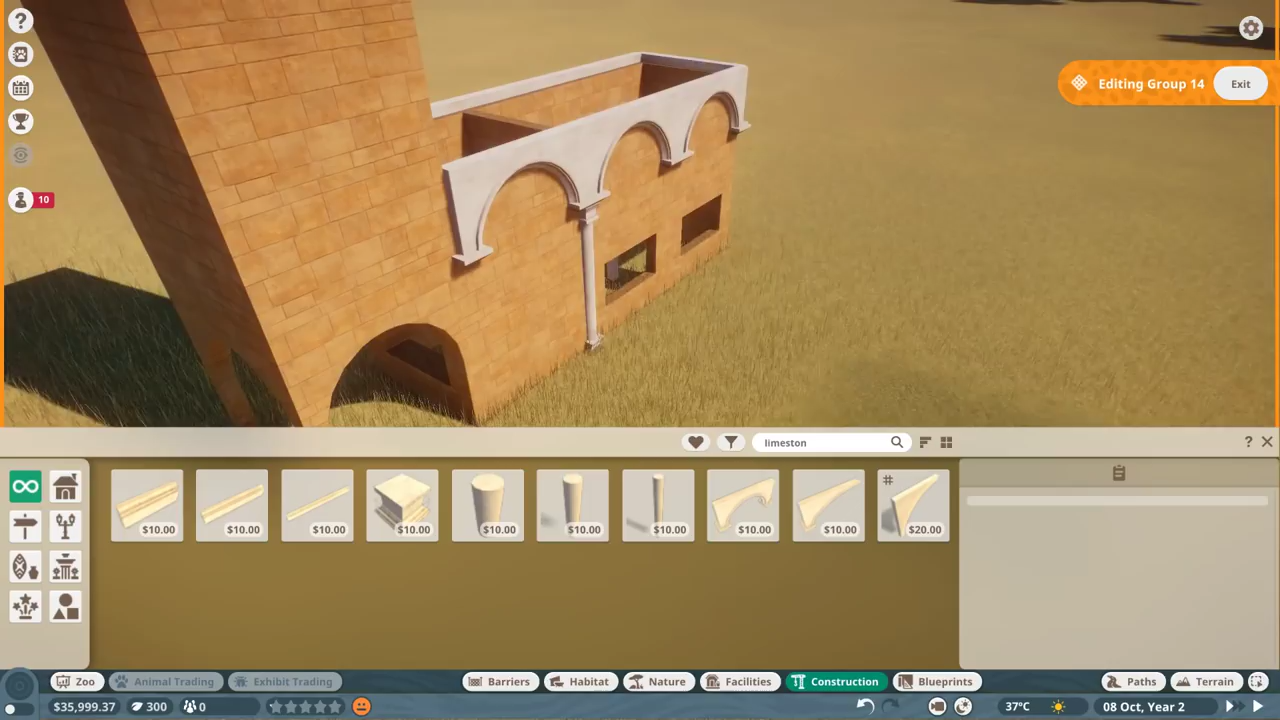 Editing Group 14
Exit
10
limeston
?
$10.00
$10.00
$10.00
$10.00
$10.00
$10.00
$10.00
$10.00
$10.00
$20.00
Zoo
Animal Trading
Exhibit Trading
Barriers
Habitat
Nature
Facilities
Construction
Blueprints
Paths
Terrain
$35,999.37
300
0
37°C
08 Oct, Year 2